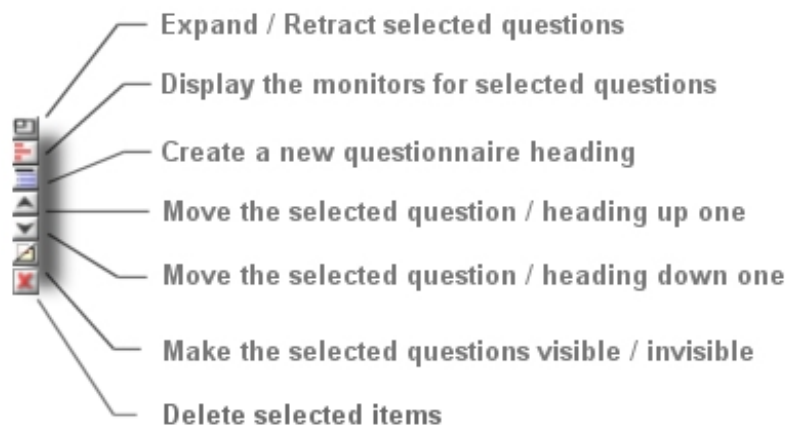 Expand / Retract selected questions
Display the monitors for selected questions
Create a new questionnaire heading
Move the selected question / heading up one
Move the selected question / heading down one
Make the selected questions visible / invisible
Delete selected items